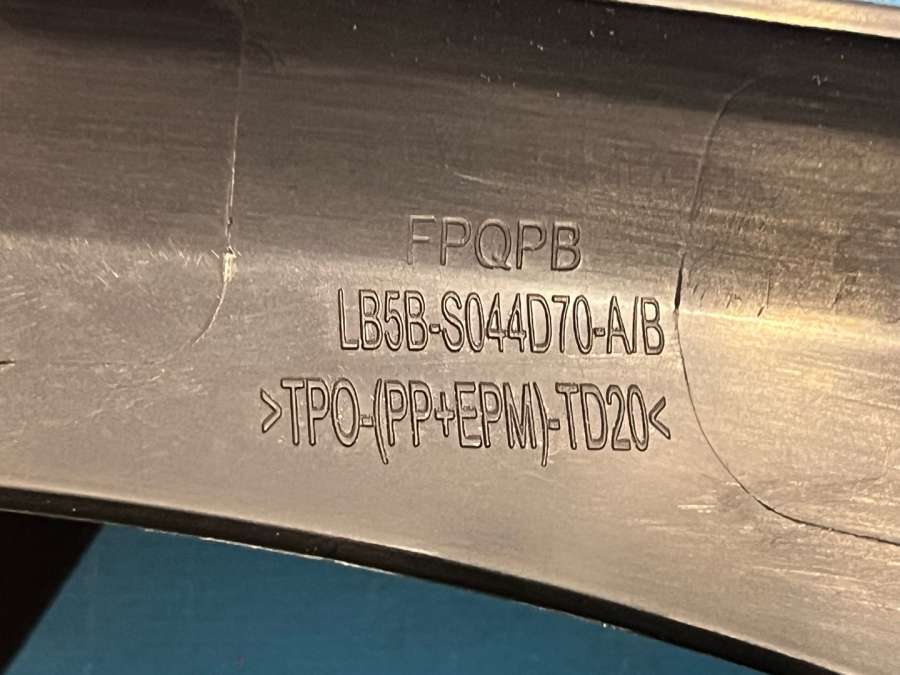 FPQPB
LB5B-S044D70-A/B
>TPO-(PP+EPM)-TD20<